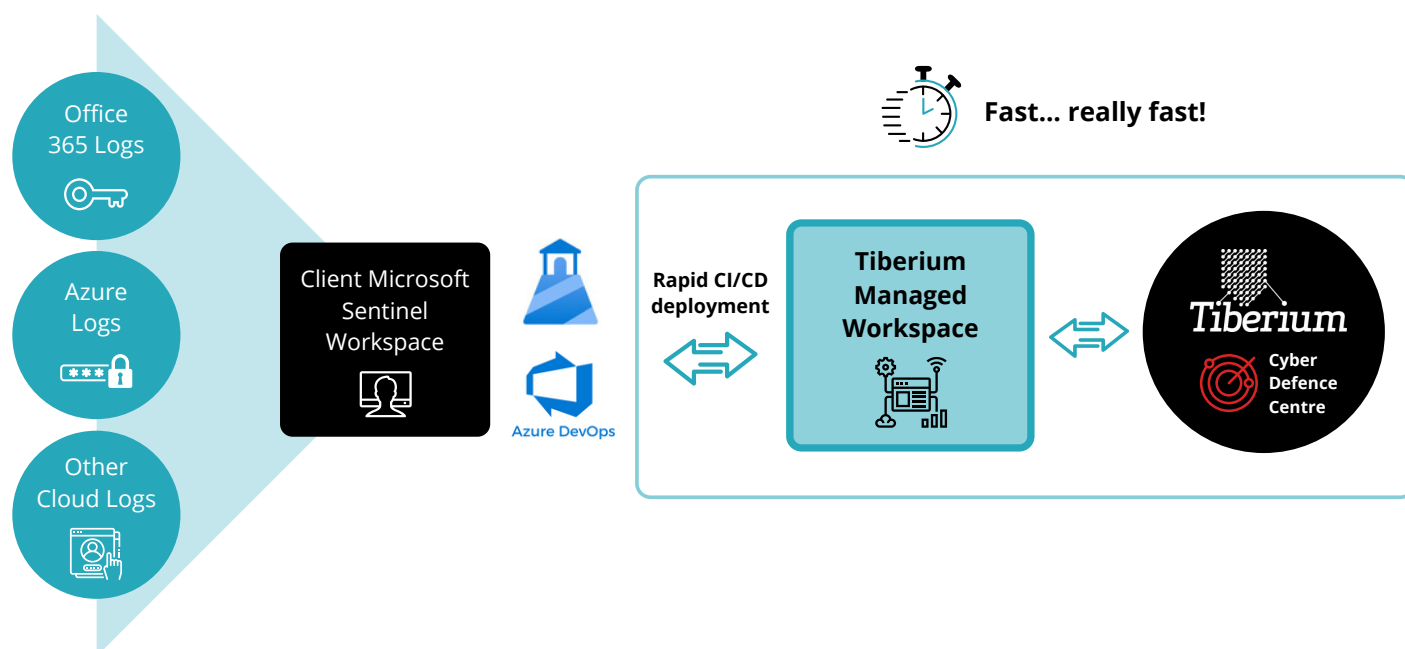 Office
365 Logs
Azure
Logs
***
Other
Cloud Logs
Client Microsoft
Sentinel
Workspace
Azure DevOps
Fast... really fast!
Rapid CI/CD
deployment
Tiberium
Managed
Workspace
Tiberium
Cyber
Defence
Centre